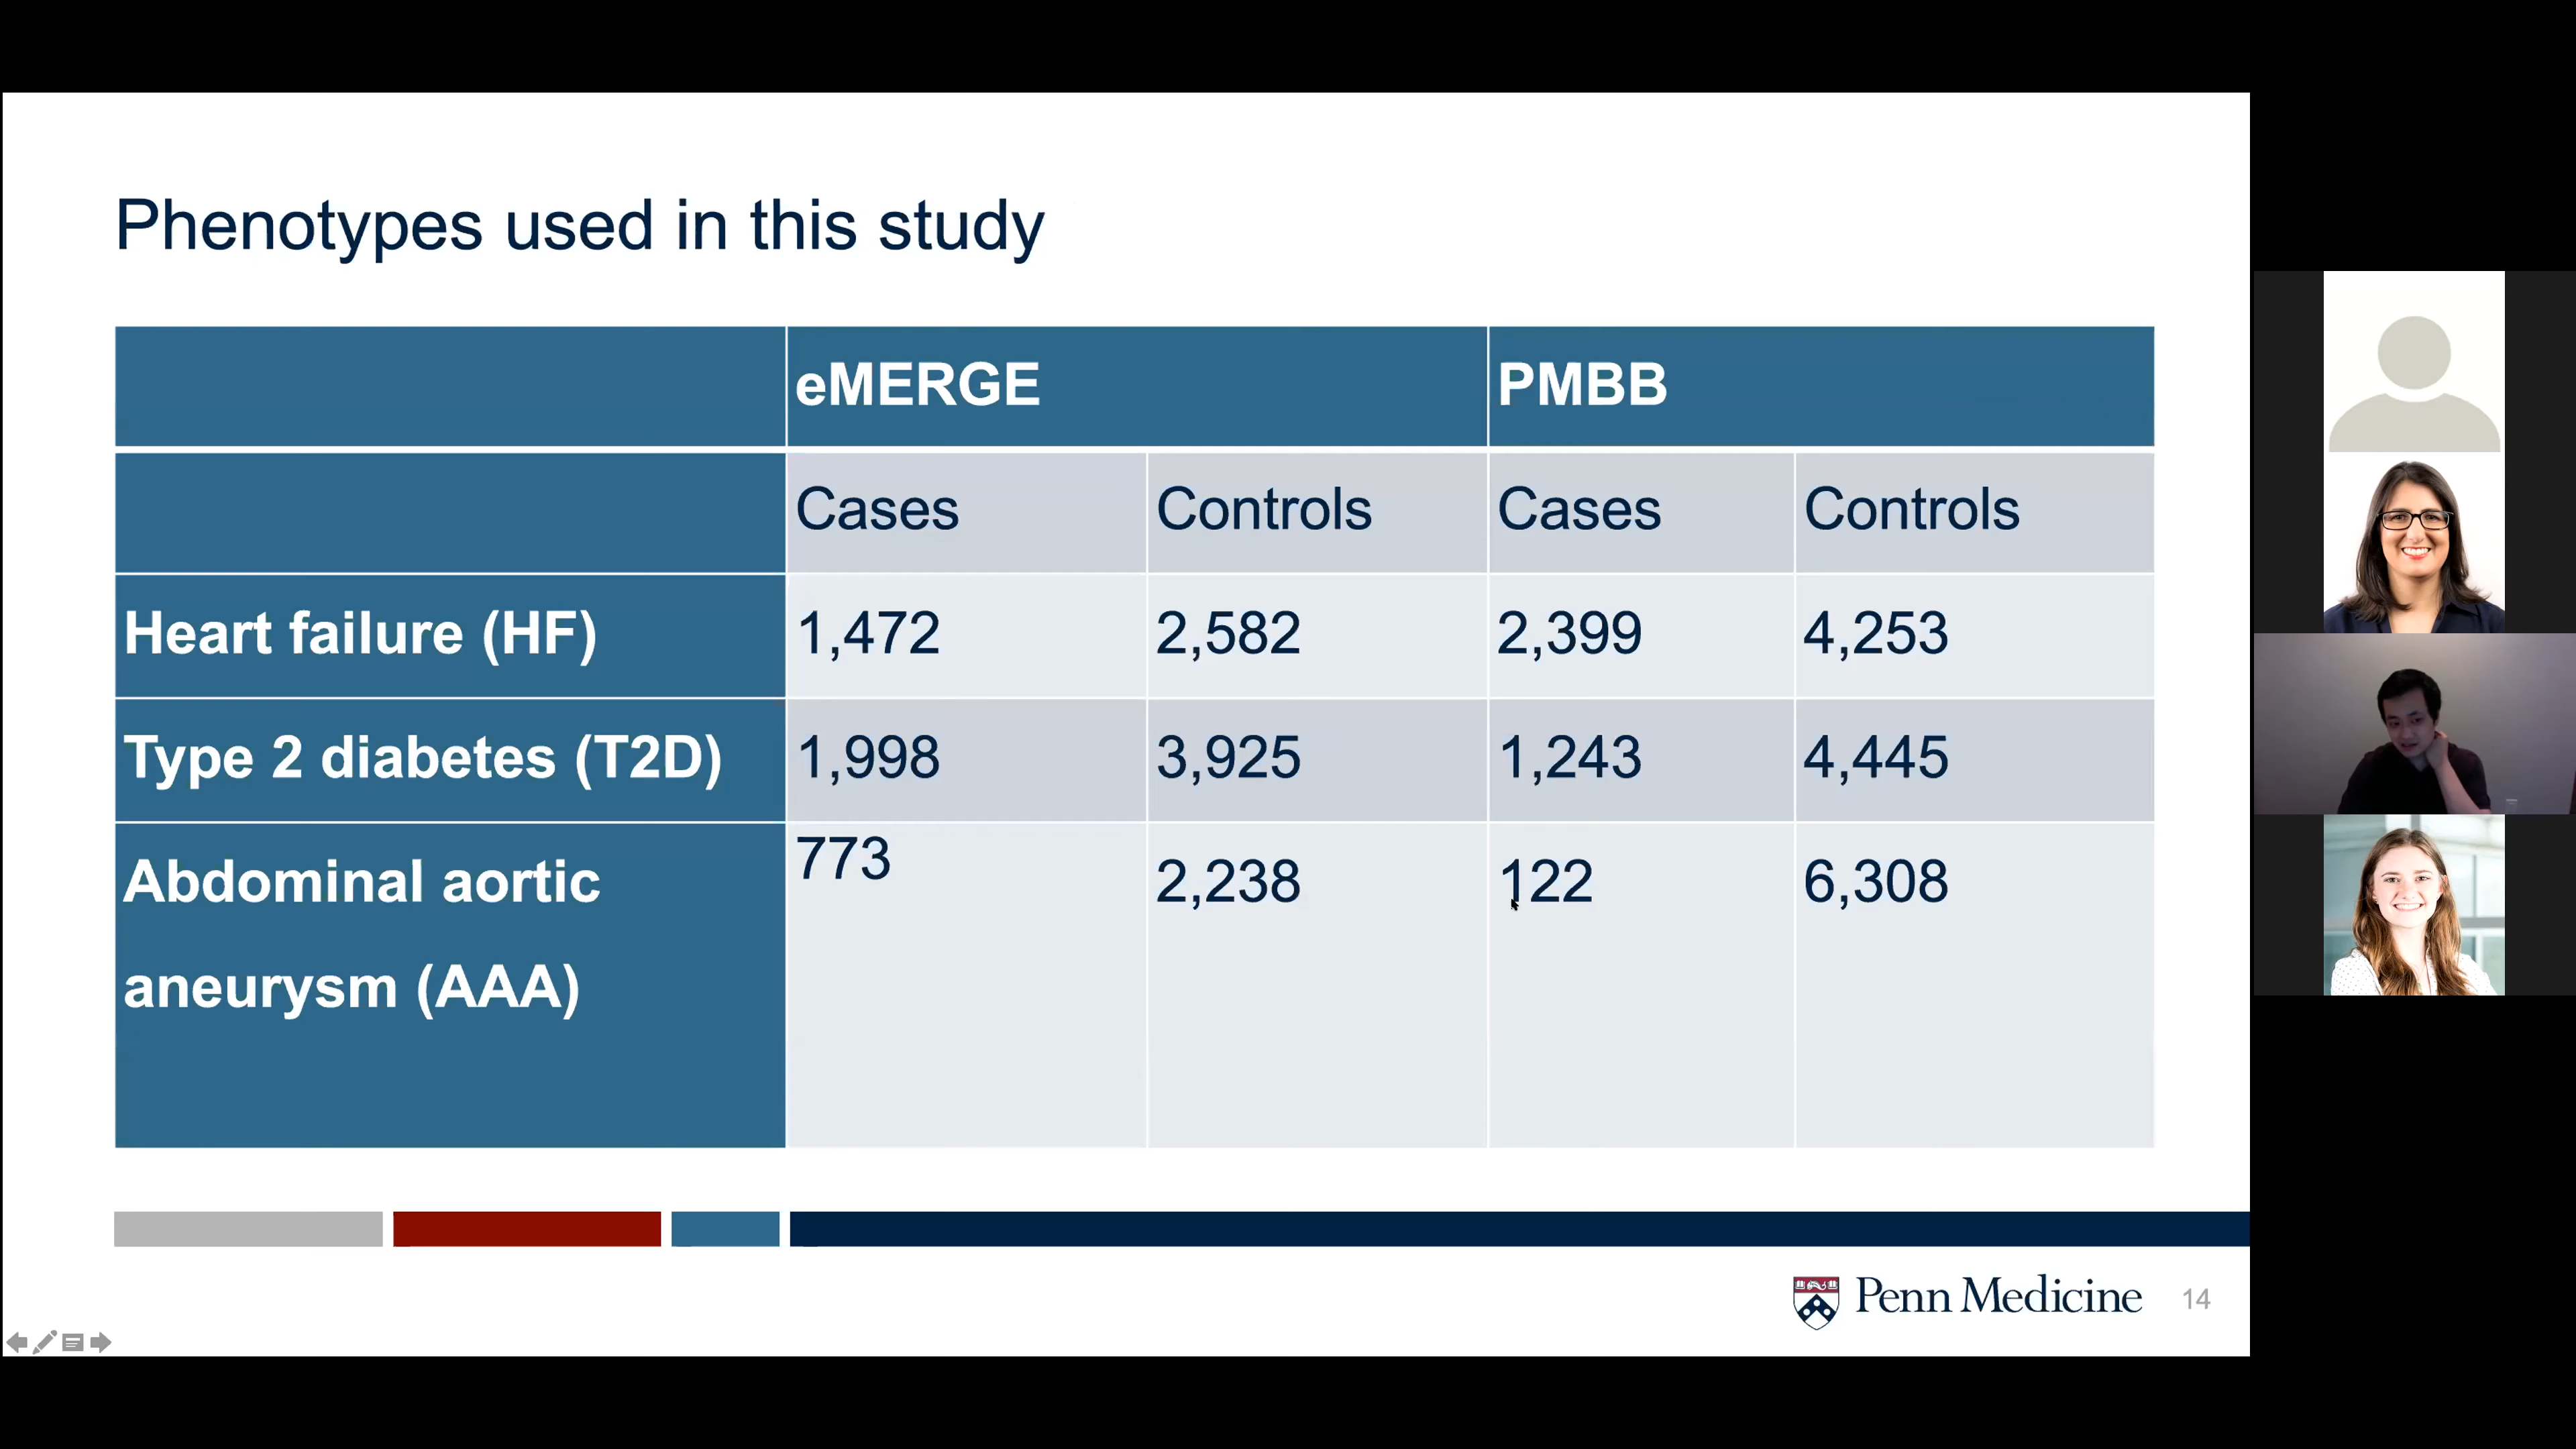 Phenotypes used in this study
eMERGE PMBB
Cases Controls Cases Controls
Heart failure (HF) 1,472 2,582 2,399 4,253
Type 2 diabetes (T2D) 1,998 3,925 1,243 4,445
Abdominal aortic 773 2,238 122 6,308
aneurysm (AAA)
Penn Medicine 14